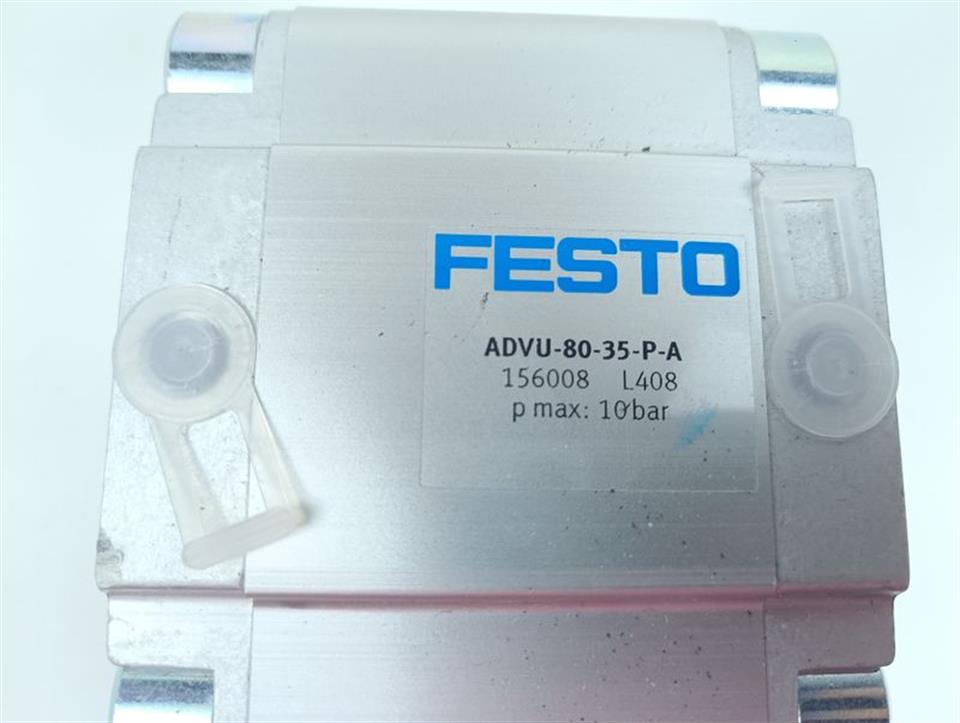 FESTO
ADVU-80-35-P-A
156008 L408
p max: 10 bar